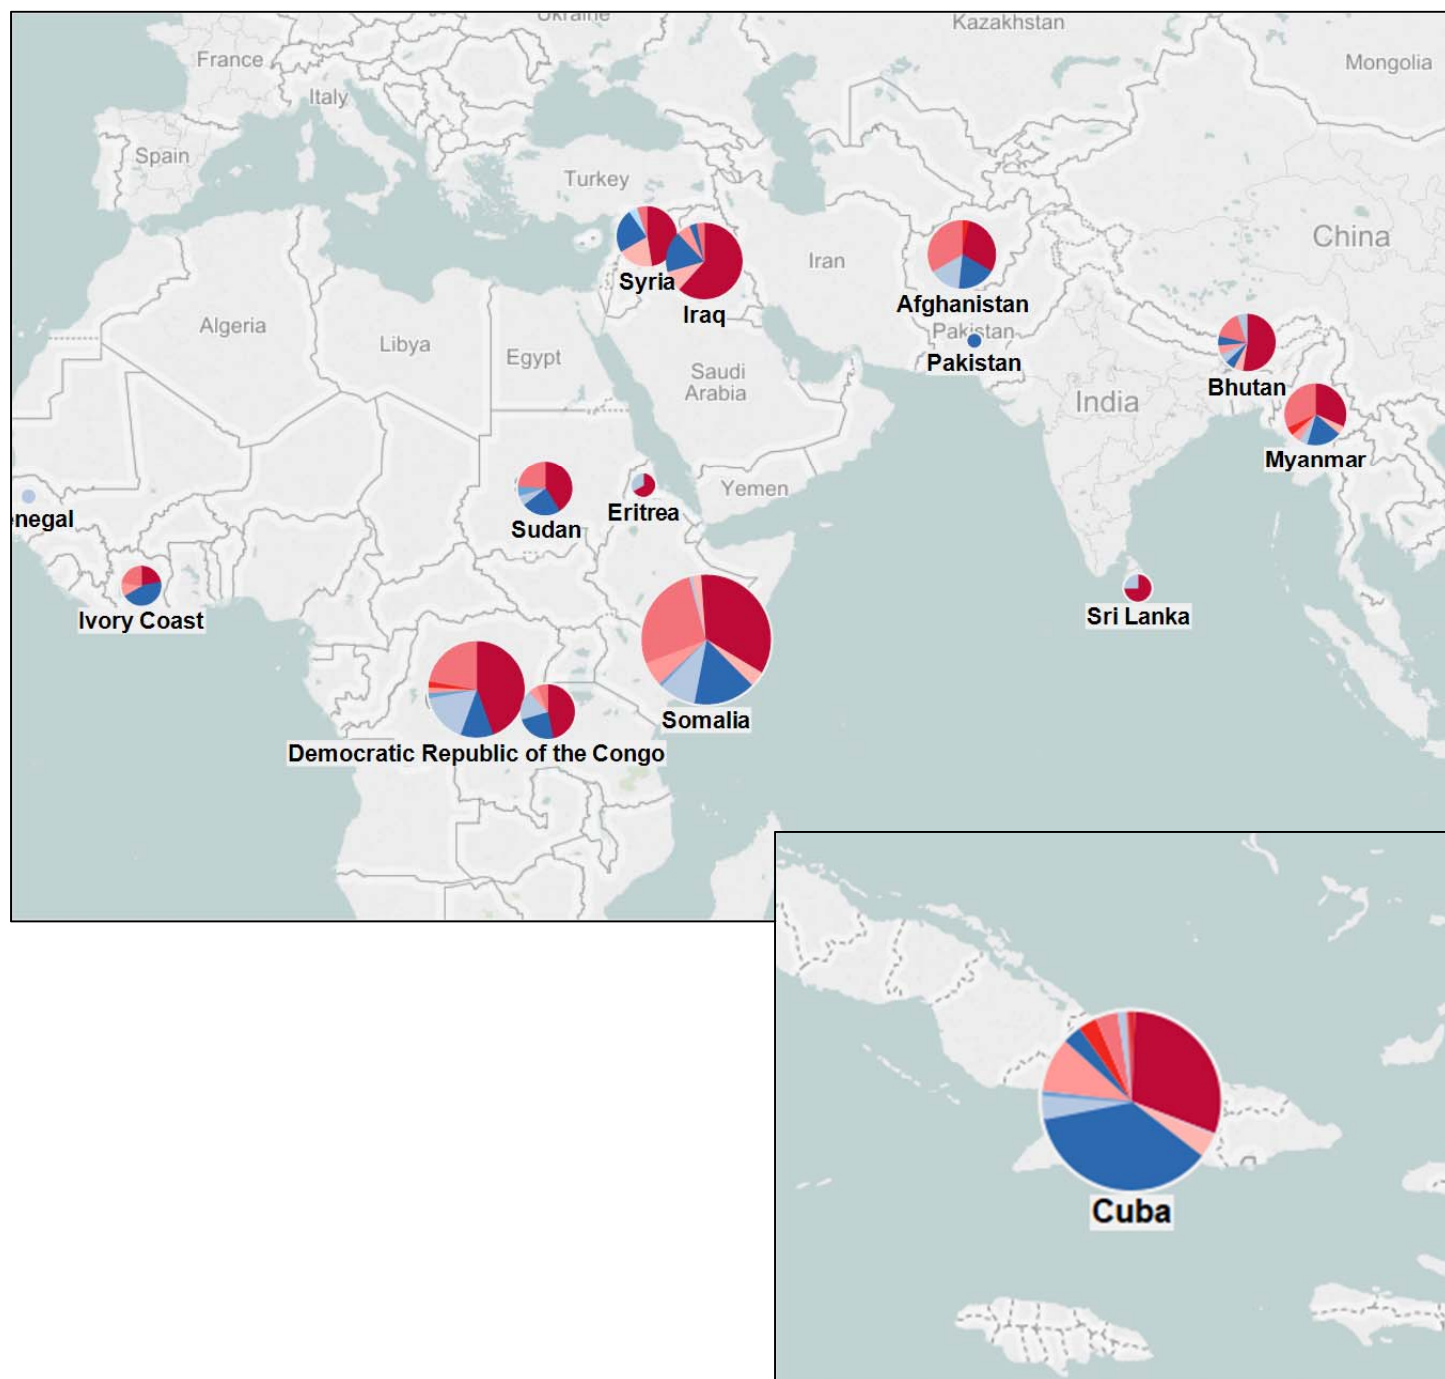 Ukraine
Kazakhstan
France
Mongolia
Italy
Spain
Turkey
China
Iran
Syria
Afghanistan
Iraq
Algeria
Pakistan
Libya
Egypt
Pakistan
Saudi
Arabia
Bhutan
India
Myanmar
Yemen
Eritrea
enegal
Sudan
Sri Lanka
Ivory Coast
Somalia
Democratic Republic of the Congo
Cuba